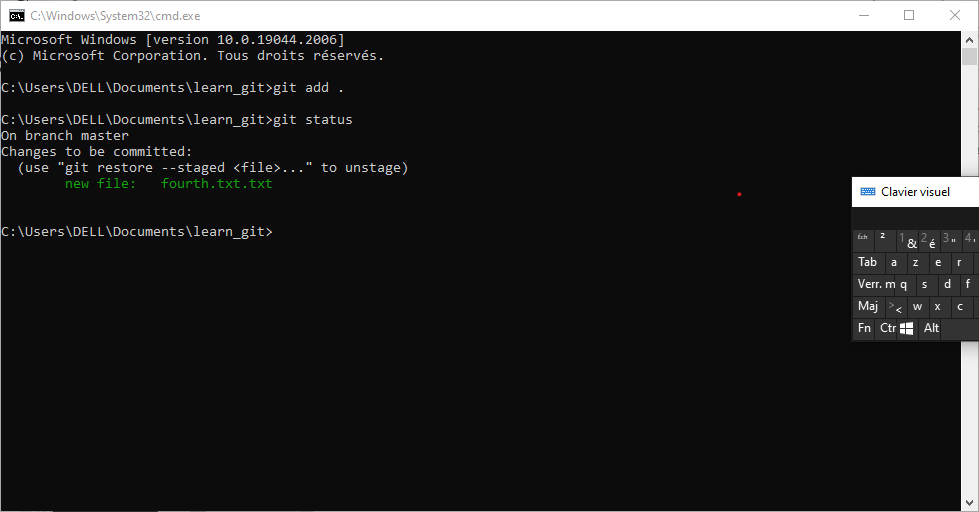 C:\Windows\System32\cmd.exe
Microsoft Windows [version 10.0.19044.2006]
(c) Microsoft Corporation. Tous droits réservés.
C:\Users\DELL\Documents\learn_git>git add .
C:\Users\DELL\Documents\learn_git>git status
On branch master
Changes to be committed:
(use "git restore --staged <file>..." to unstage)
new file: fourth.txt.txt
C:\Users\DELL\Documents\learn_git>
Clavier visuel
Éch ² 1 & 2 é 3 " 4 '
Tab a z e r
Verr. m q s d f
Maj > < w x c
Fn Ctr Alt